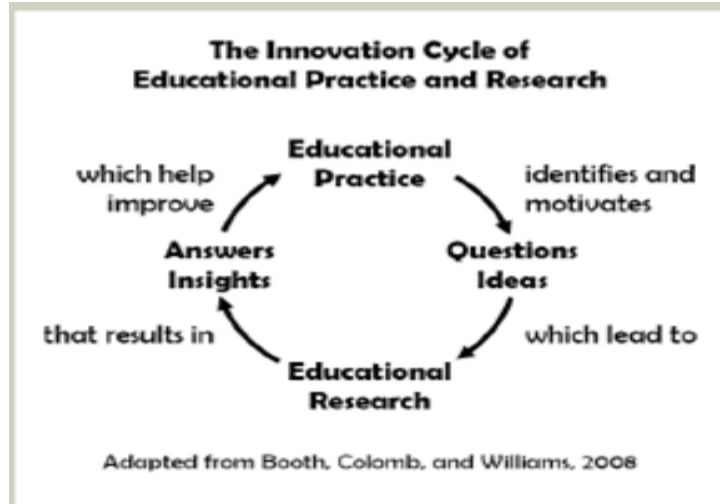 The Innovation Cycle of
Educational Practice and Research
Educational
Practice
identifies and
motivates
Questions
Ideas
which lead to
Educational
Research
that results in
Answers
Insights
which help
improve
Adapted from Booth, Colomb, and Williams, 2008